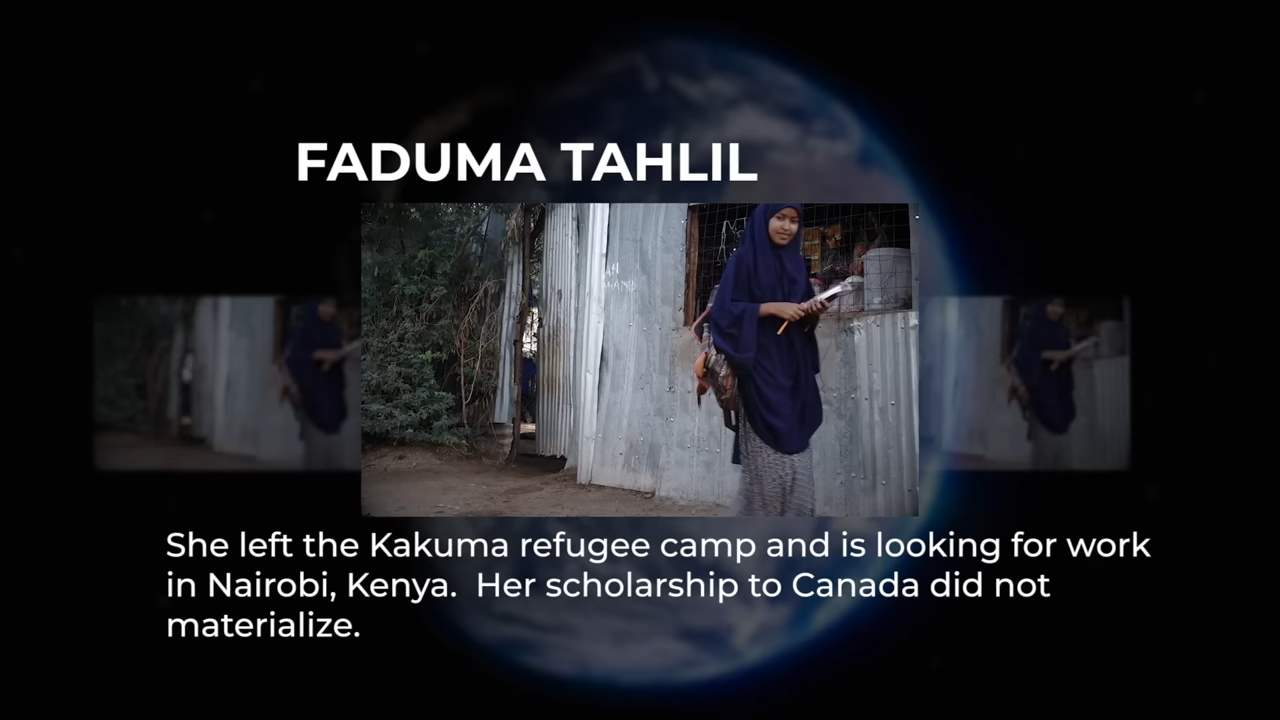 FADUMA TAHLIL
She left the Kakuma refugee camp and is looking for work
in Nairobi, Kenya.  Her scholarship to Canada did not
materialize.